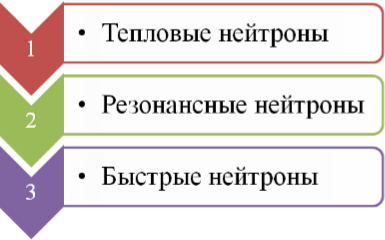 1 • Тепловые нейтроны
2 • Резонансные нейтроны
3 • Быстрые нейтроны